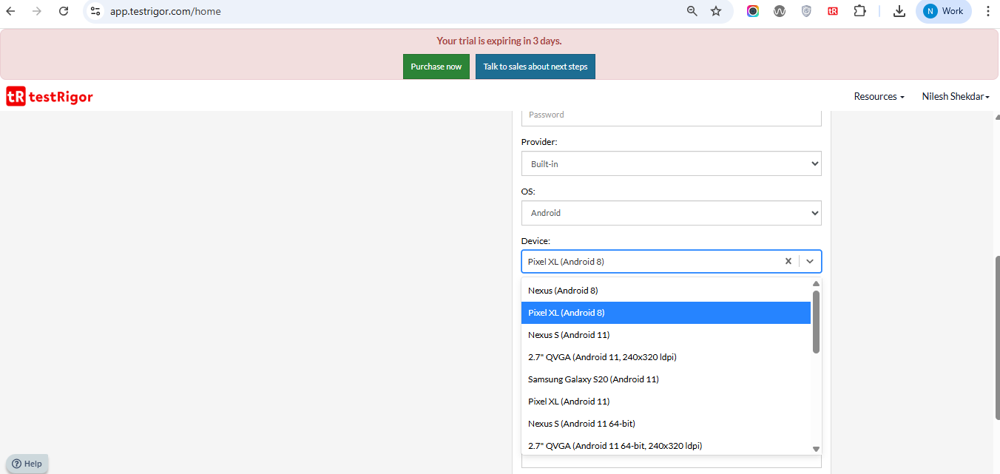 app.testrigor.com/home
tR
N Work
Your trial is expiring in 3 days.
Purchase now
Talk to sales about next steps
tR testRigor
Resources
Nilesh Shekdar
Password
Provider:
Built-in
OS:
Android
Device:
Pixel XL (Android 8)
Nexus (Android 8)
Pixel XL (Android 8)
Nexus S (Android 11)
2.7" QVGA (Android 11, 240x320 ldpi)
Samsung Galaxy S20 (Android 11)
Pixel XL (Android 11)
Nexus S (Android 11 64-bit)
2.7" QVGA (Android 11 64-bit, 240x320 ldpi)
Help